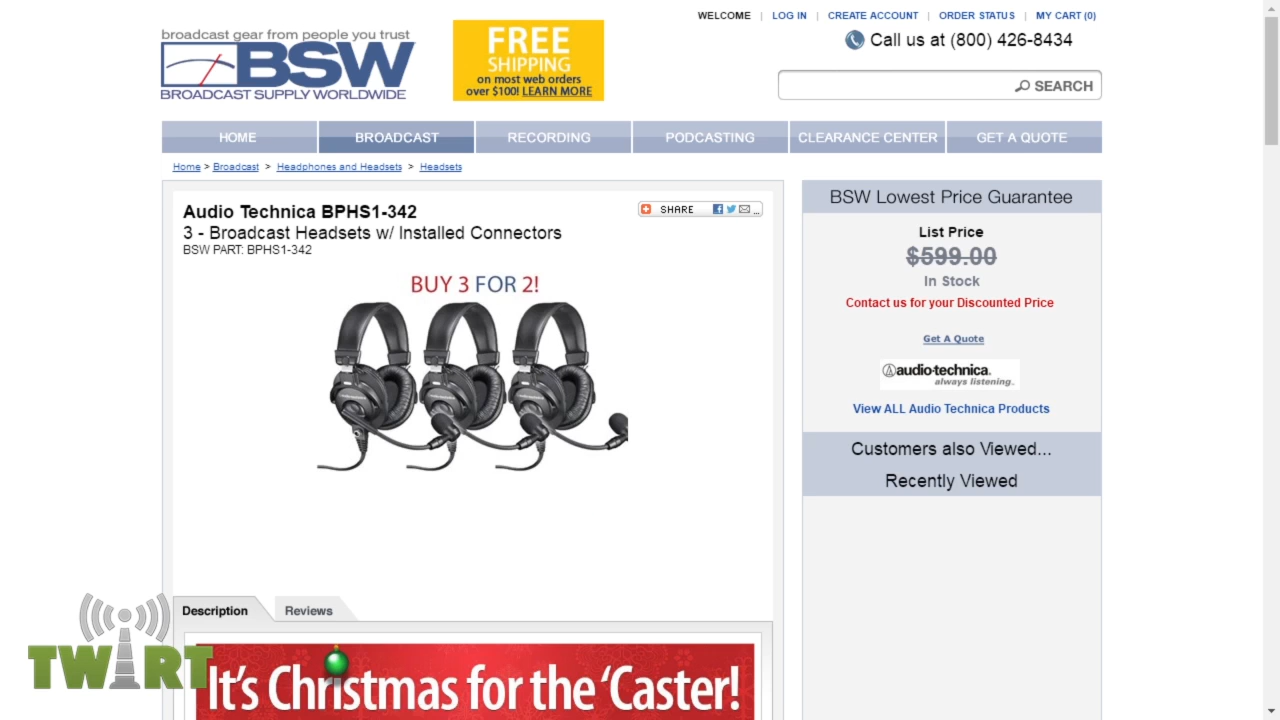 WELCOME | LOG IN | CREATE ACCOUNT | ORDER STATUS | MY CART (0)
broadcast gear from people you trust
BSW
BROADCAST SUPPLY WORLDWIDE
FREE
SHIPPING
on most web orders
over $100! LEARN MORE
Call us at (800) 426-8434
SEARCH
HOME BROADCAST RECORDING PODCASTING CLEARANCE CENTER GET A QUOTE
Home > Broadcast > Headphones and Headsets > Headsets
Audio Technica BPHS1-342
SHARE ...
3 - Broadcast Headsets w/ Installed Connectors
BSW PART: BPHS1-342
BUY 3 FOR 2!
BSW Lowest Price Guarantee
List Price
$599.00
In Stock
Contact us for your Discounted Price
Get A Quote
audio-technica.
always listening..
View ALL Audio Technica Products
Customers also Viewed...
Recently Viewed
Description Reviews
It's Christmas for the 'Caster!
TWiRT